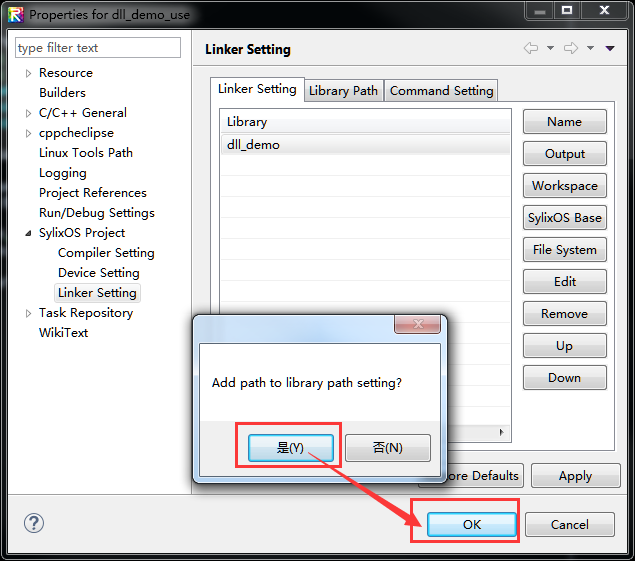 Properties for dll_demo_use
type filter text
Resource
Builders
C/C++ General
cppcheclipse
Linux Tools Path
Logging
Project References
Run/Debug Settings
SylixOS Project
Compiler Setting
Device Setting
Linker Setting
Task Repository
WikiText
Linker Setting
Linker Setting
Library Path
Command Setting
Library
dll_demo
Name
Output
Workspace
SylixOS Base
File System
Edit
Remove
Up
Down
Add path to library path setting?
是(Y)
否(N)
ore Defaults
Apply
OK
Cancel